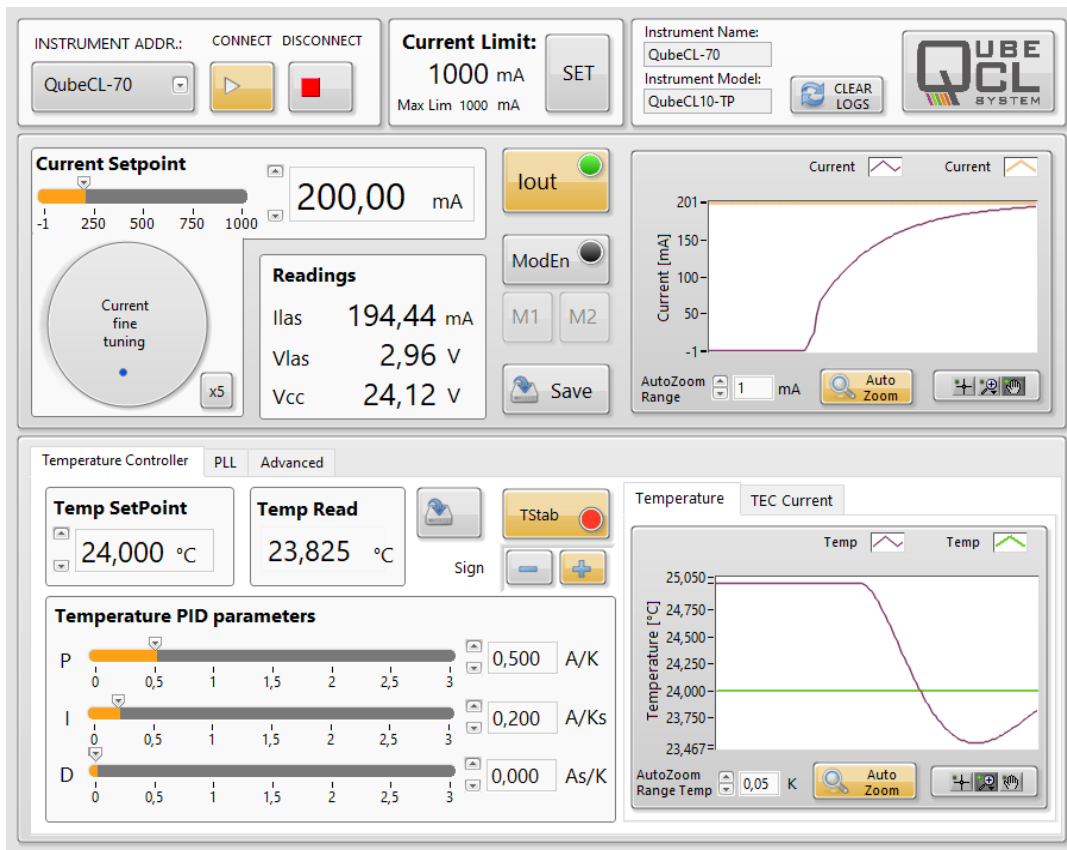 INSTRUMENT ADDR.:
CONNECT
DISCONNECT
QubeCL-70
Current Limit:
1000 mA
Max Lim 1000 mA
SET
Instrument Name:
QubeCL-70
Instrument Model:
QubeCL10-TP
CLEAR
LOGS
QUBE
CL
SYSTEM
Current Setpoint
-1 250 500 750 1000
200,00 mA
Current
fine
tuning
x5
Readings
Ilas 194,44 mA
Vlas 2,96 V
Vcc 24,12 V
Iout
ModEn
M1 M2
Save
Current
Current
Current [mA]
201
150
100
50
-1
AutoZoom
Range
1 mA
Auto
Zoom
Temperature Controller
PLL
Advanced
Temp SetPoint
24,000 °C
Temp Read
23,825 °C
TStab
Sign
Temperature PID parameters
P
0 0,5 1 1,5 2 2,5 3
0,500 A/K
I
0 0,5 1 1,5 2 2,5 3
0,200 A/Ks
D
0 0,5 1 1,5 2 2,5 3
0,000 As/K
Temperature
TEC Current
Temp
Temp
Temperature [°C]
25,050
24,750
24,500
24,250
24,000
23,750
23,467
AutoZoom
Range Temp
0,05 K
Auto
Zoom